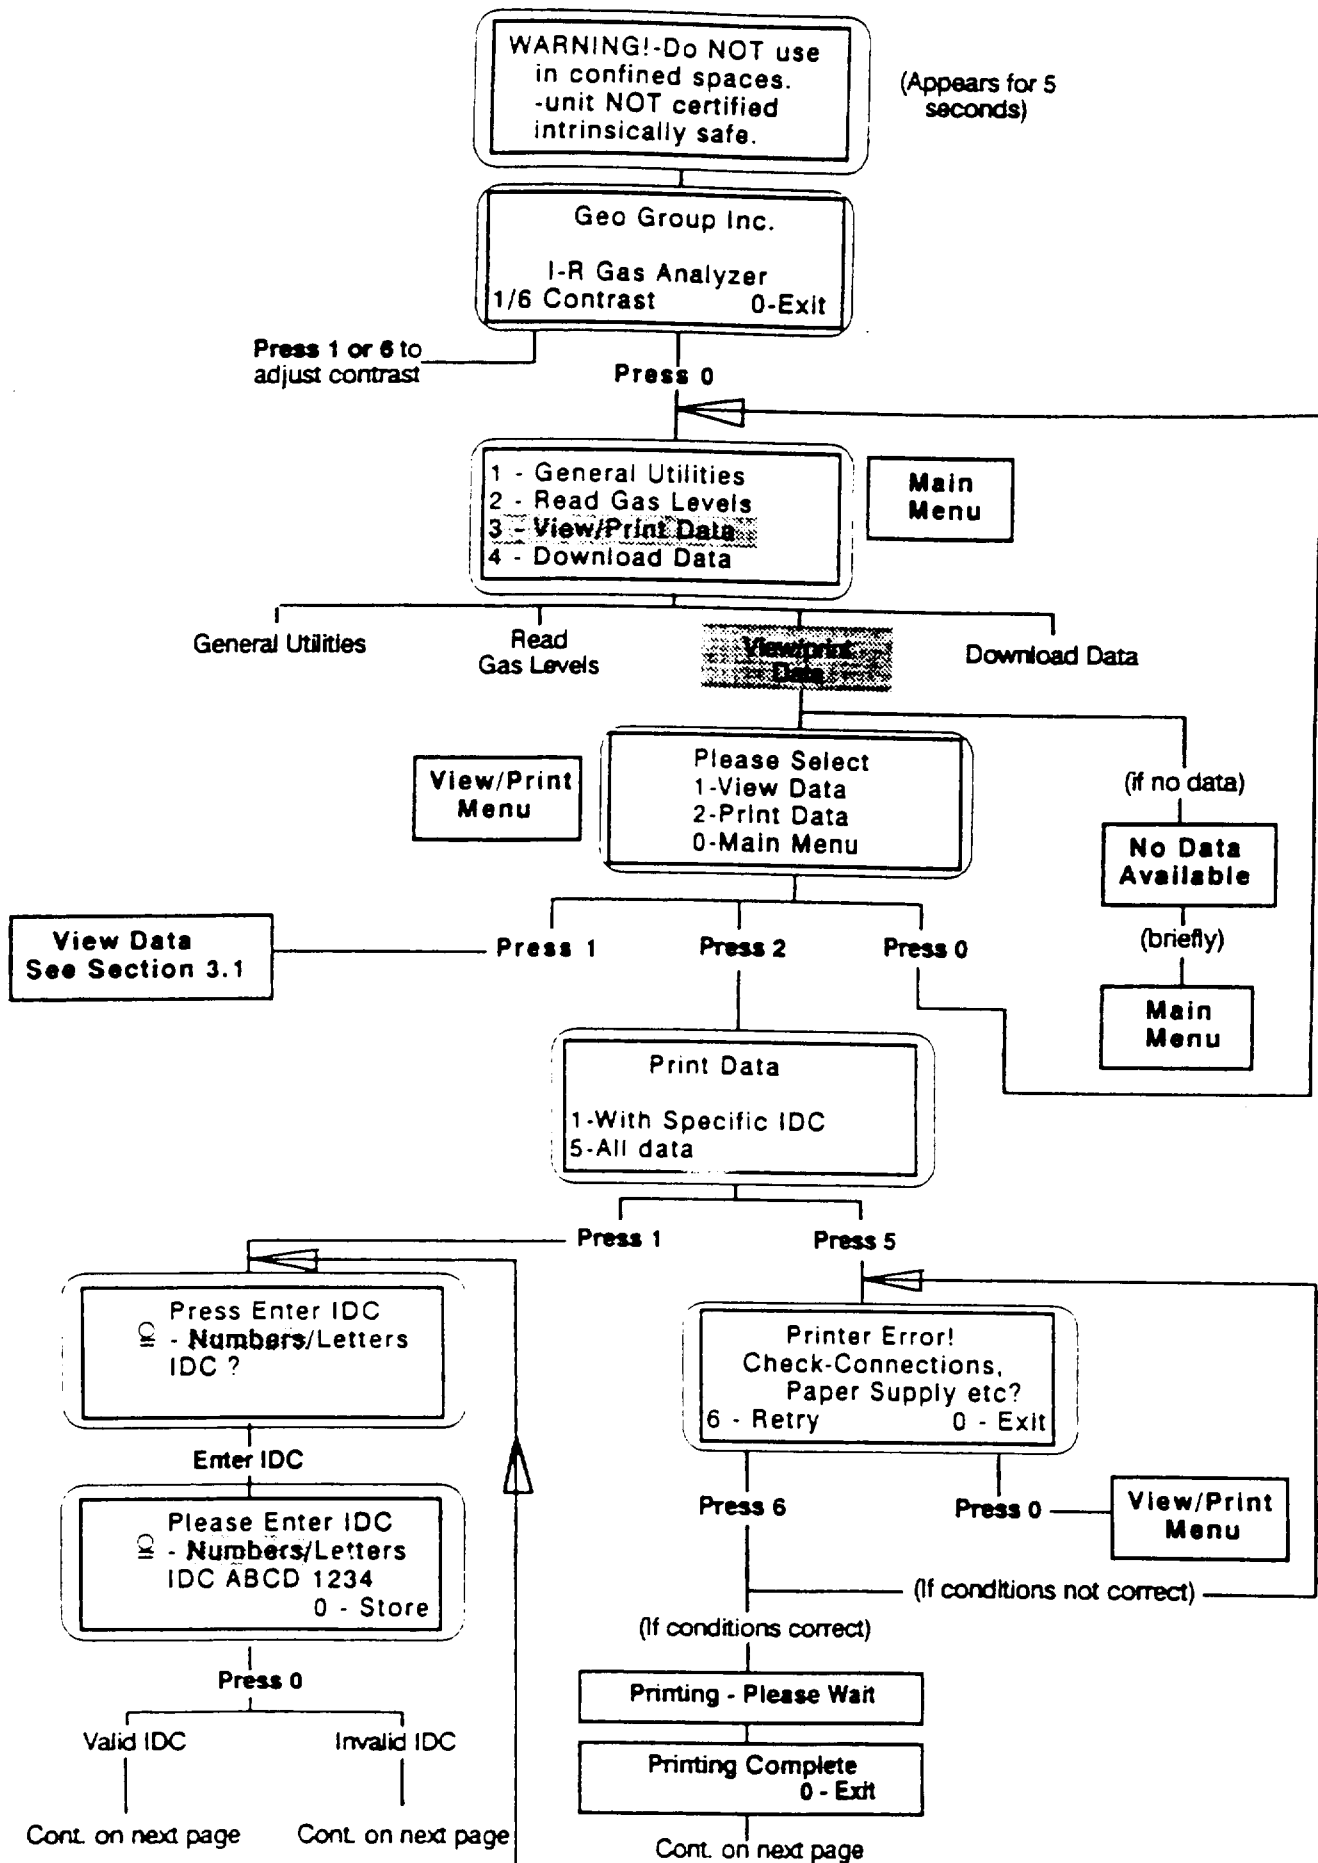 WARNING!-Do NOT use
in confined spaces.
-unit NOT certified
intrinsically safe.
(Appears for 5
seconds)
Geo Group Inc.
I-R Gas Analyzer
1/6 Contrast 0-Exit
Press 1 or 6 to
adjust contrast
Press 0
1 - General Utilities
2 - Read Gas Levels
3 - View/Print Data
4 - Download Data
Main
Menu
General Utilities
Read
Gas Levels
View/print
Data
Download Data
View/Print
Menu
Please Select
1-View Data
2-Print Data
0-Main Menu
(if no data)
No Data
Available
(briefly)
Main
Menu
View Data
See Section 3.1
Press 1
Press 2
Press 0
Print Data
1-With Specific IDC
5-All data
Press 1
Press 5
Press Enter IDC
- Numbers/Letters
IDC ?
Enter IDC
Please Enter IDC
- Numbers/Letters
IDC ABCD 1234
0 - Store
Press 0
Valid IDC
Invalid IDC
Cont. on next page
Cont. on next page
Printer Error!
Check-Connections,
Paper Supply etc?
6 - Retry 0 - Exit
Press 6
Press 0
View/Print
Menu
(If conditions not correct)
(If conditions correct)
Printing - Please Wait
Printing Complete
0 - Exit
Cont. on next page